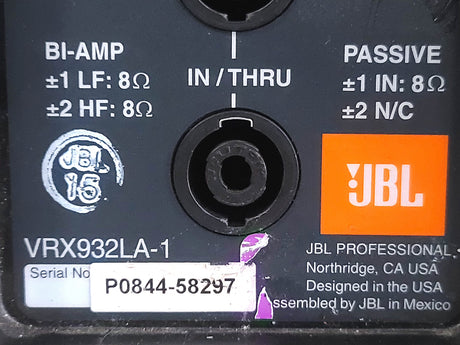 BI-AMP
±1 LF: 8Ω
±2 HF: 8Ω
IN / THRU
PASSIVE
±1 IN: 8Ω
±2 N/C
JBL
15
JBL
VRX932LA-1
Serial No
P0844-58297
JBL PROFESSIONAL
Northridge, CA USA
Designed in the USA
ssembled by JBL in Mexico